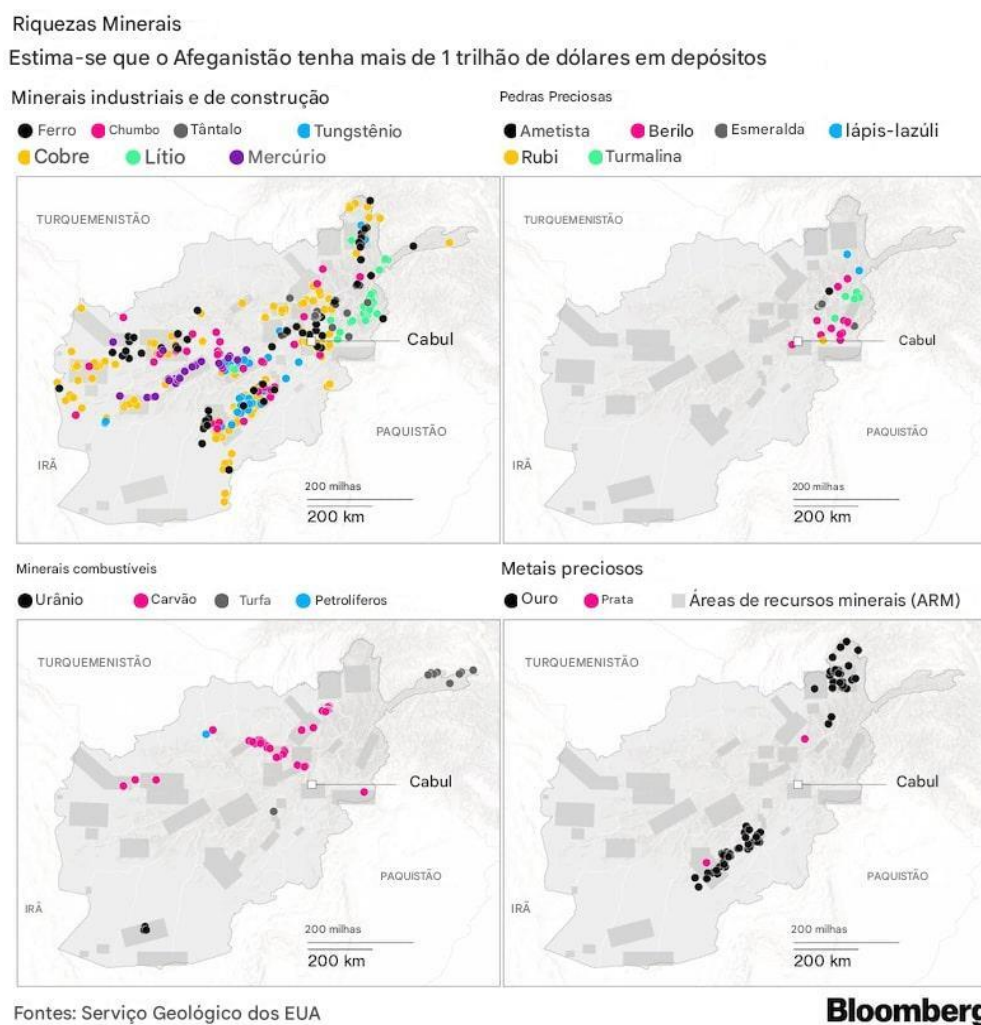 Riquezas Minerais
Estima-se que o Afeganistão tenha mais de 1 trilhão de dólares em depósitos
Minerais industriais e de construção
Ferro Chumbo Tântalo Tungstênio
Cobre Lítio Mercúrio
TURQUEMENISTÃO
Cabul
PAQUISTÃO
IRÃ
200 milhas
200 km
Pedras Preciosas
Ametista Berilo Esmeralda lápis-lazúli
Rubi Turmalina
TURQUEMENISTÃO
Cabul
PAQUISTÃO
IRÃ
200 milhas
200 km
Minerais combustíveis
Urânio Carvão Turfa Petrolíferos
TURQUEMENISTÃO
Cabul
PAQUISTÃO
IRÃ
200 milhas
200 km
Metais preciosos
Ouro Prata Áreas de recursos minerais (ARM)
TURQUEMENISTÃO
Cabul
PAQUISTÃO
IRÃ
200 milhas
200 km
Fontes: Serviço Geológico dos EUA
Bloomberg